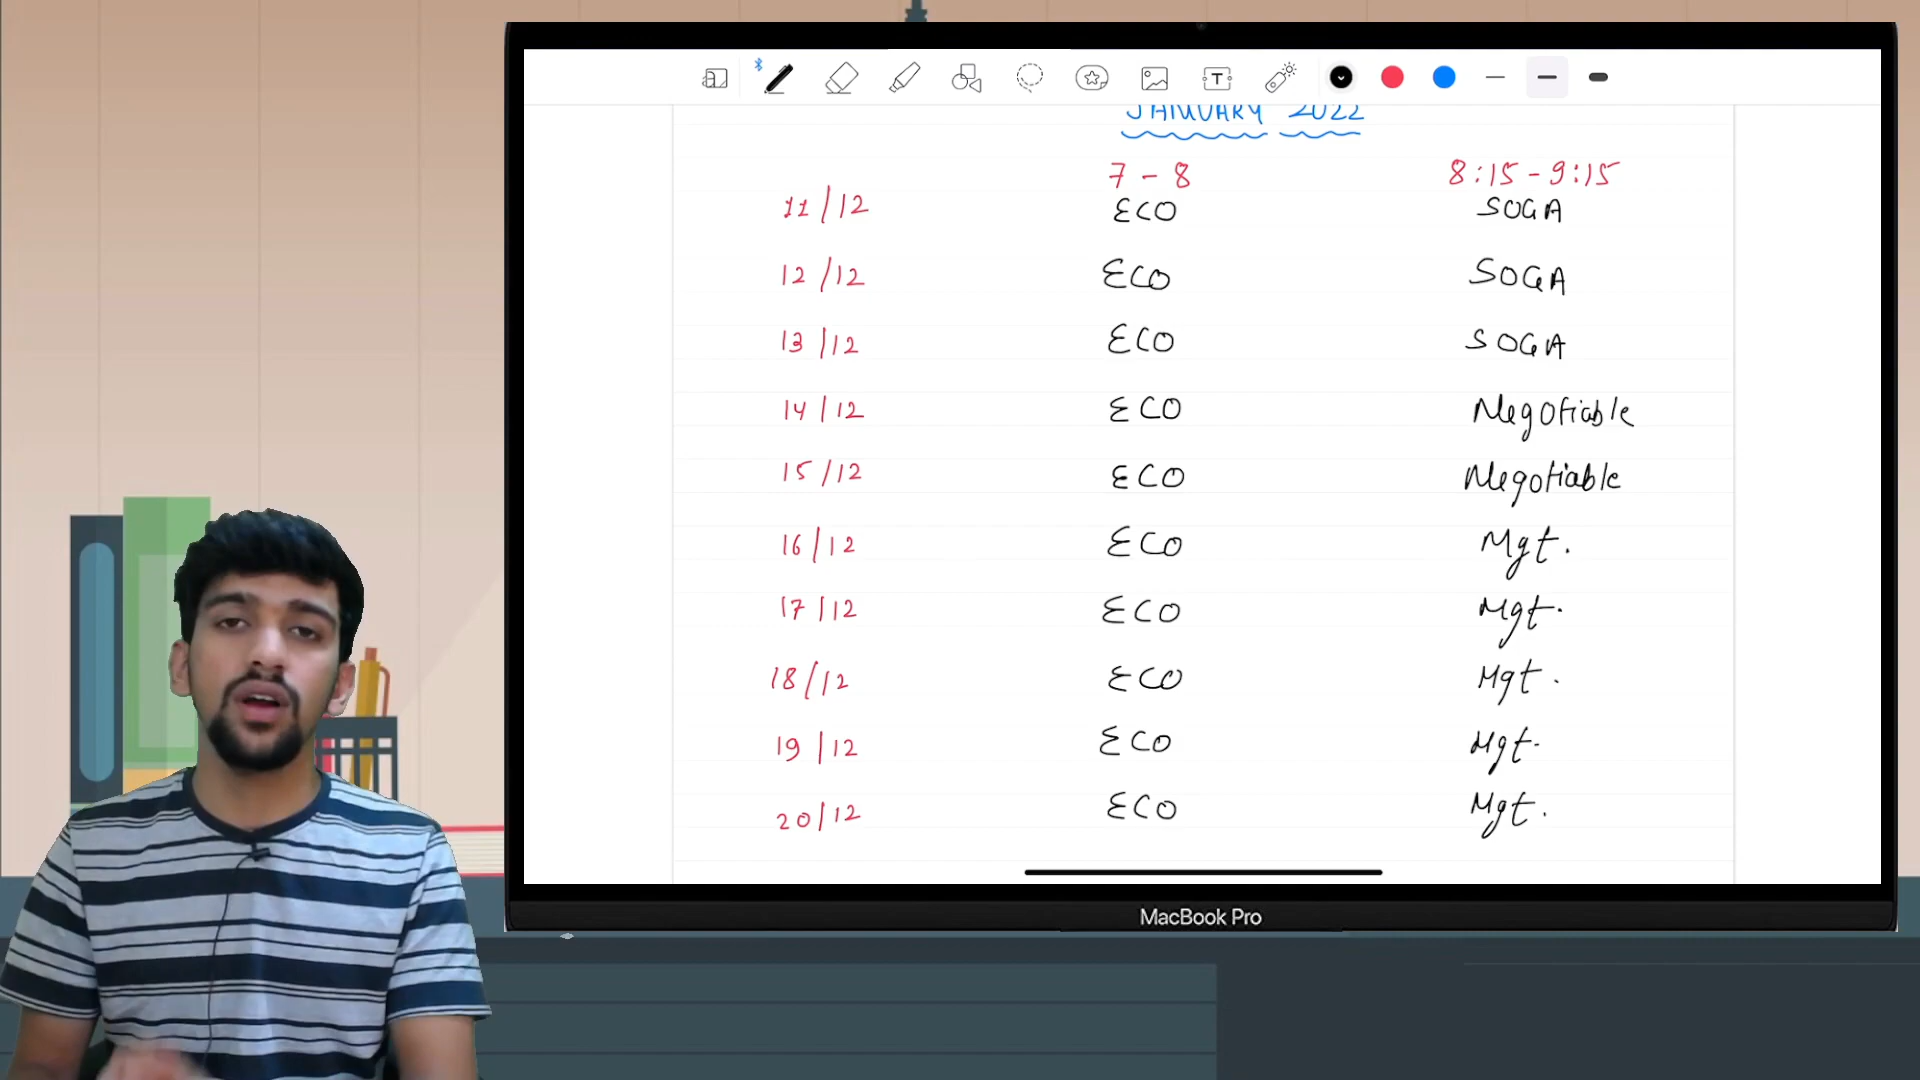 JANUARY 2022
7 - 8 8:15 - 9:15
11/12 ECO SOGA
12/12 ECO SOGA
13/12 ECO SOGA
14/12 ECO Negotiable
15/12 ECO Negotiable
16/12 ECO Mgt.
17/12 ECO Mgt.
18/12 ECO Mgt.
19/12 ECO Mgt.
20/12 ECO Mgt.
MacBook Pro